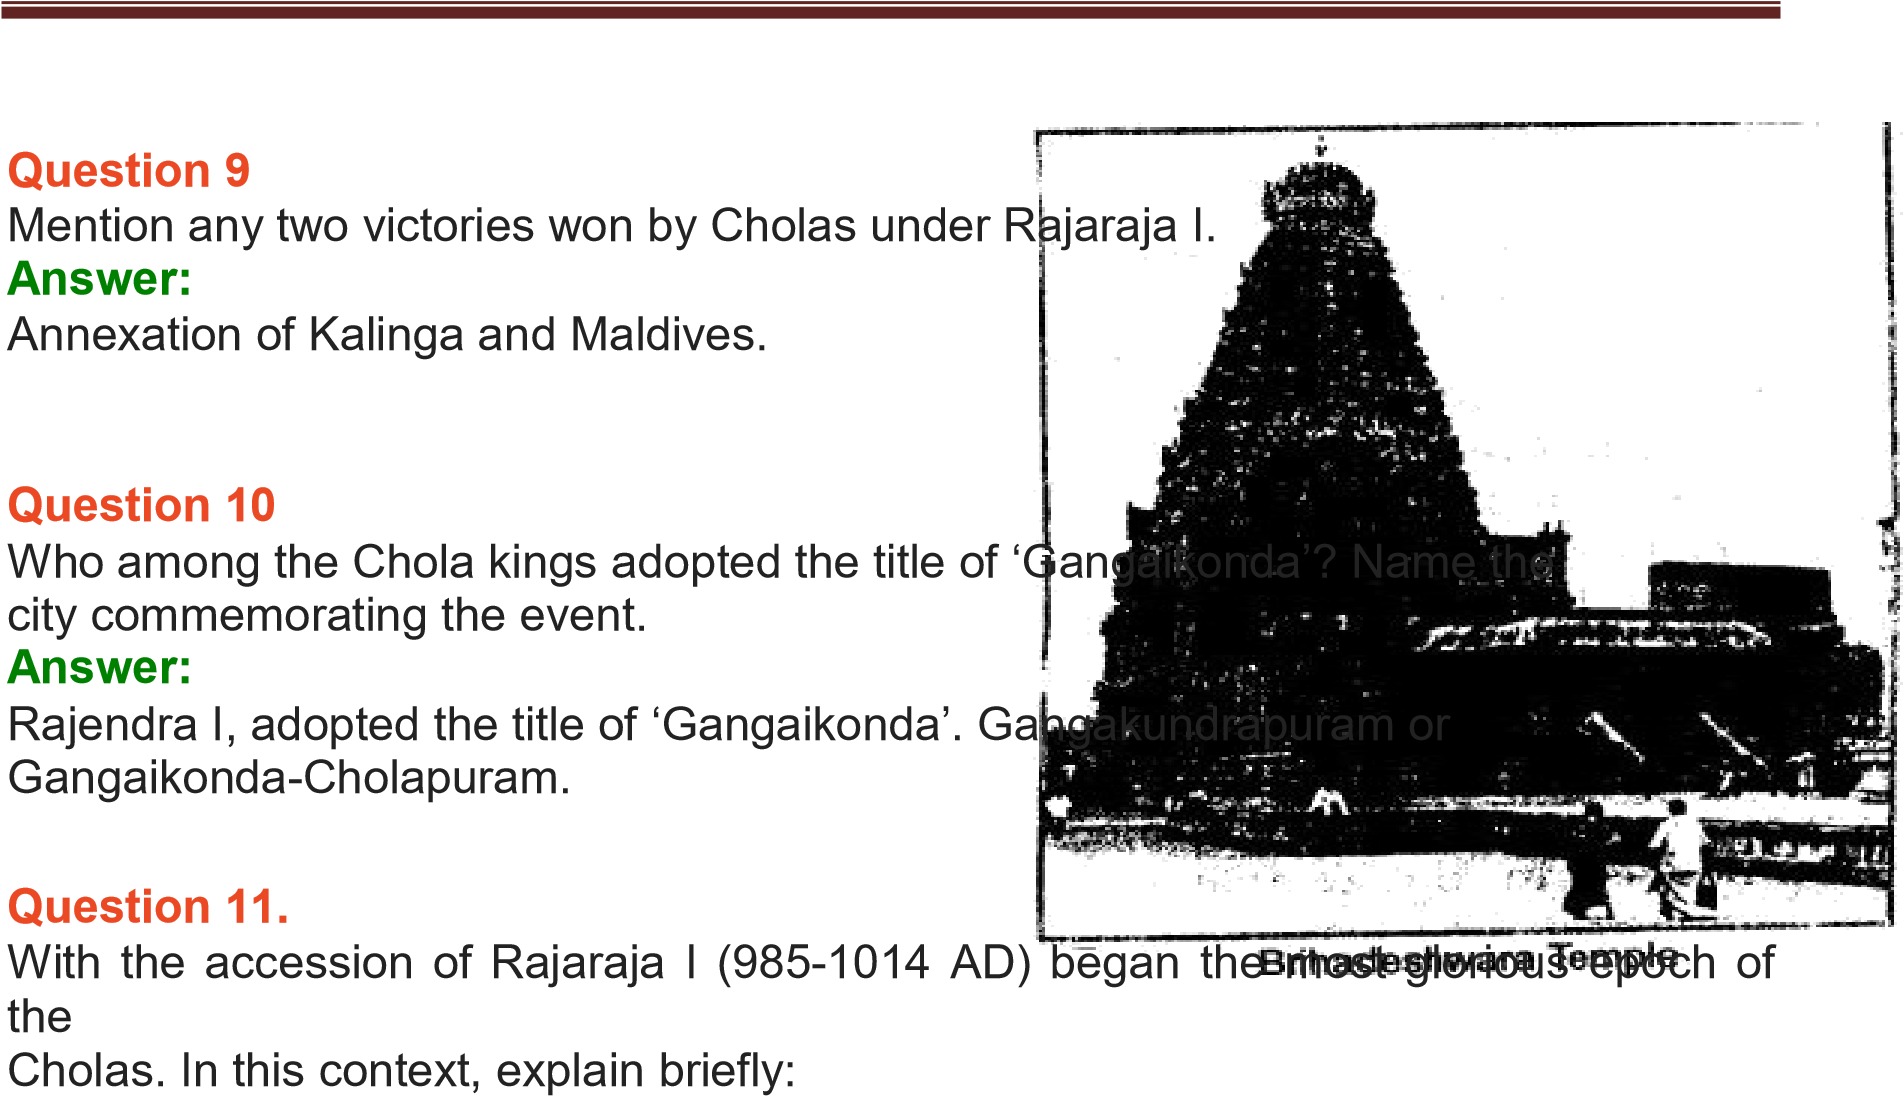 Question 9
Mention any two victories won by Cholas under Rajaraja I.
Answer:
Annexation of Kalinga and Maldives.
Question 10
Who among the Chola kings adopted the title of ‘Gangaikonda’? Name the
city commemorating the event.
Answer:
Rajendra I, adopted the title of ‘Gangaikonda’. Gangakundrapuram or
Gangaikonda-Cholapuram.
Question 11.
With the accession of Rajaraja I (985-1014 AD) began the most glorious epoch of
the
Cholas. In this context, explain briefly:
Temple